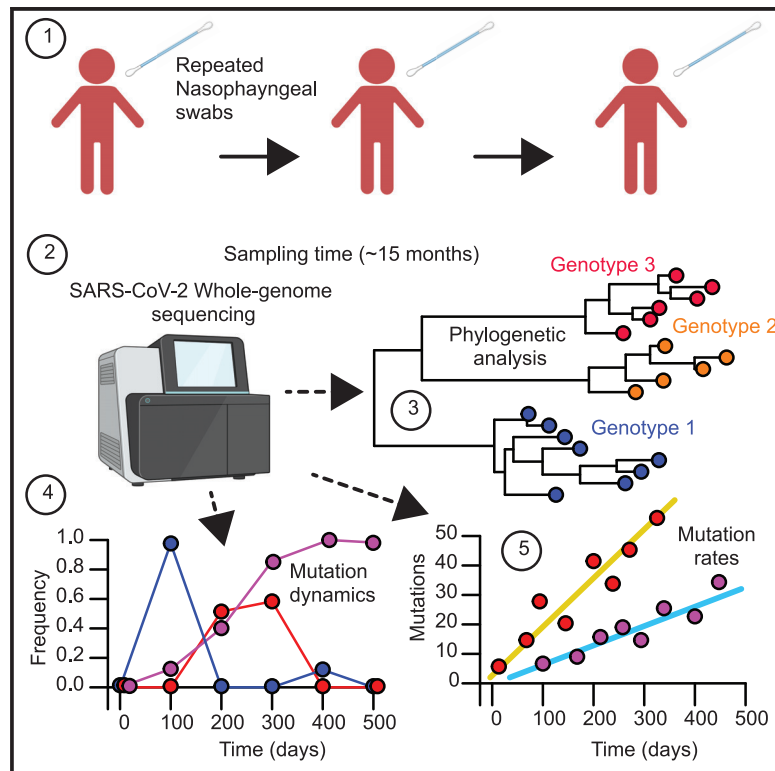 1
Repeated
Nasophayngeal
swabs
2
Sampling time (~15 months)
SARS-CoV-2 Whole-genome
sequencing
Genotype 3
Phylogenetic
analysis
Genotype 2
3
Genotype 1
4
1.0
0.8
0.6
0.4
0.2
0.0
Frequency
Mutation
dynamics
0 100 200 300 400 500
Time (days)
5
50
40
30
20
10
0
Mutations
Mutation
rates
0 100 200 300 400 500
Time (days)